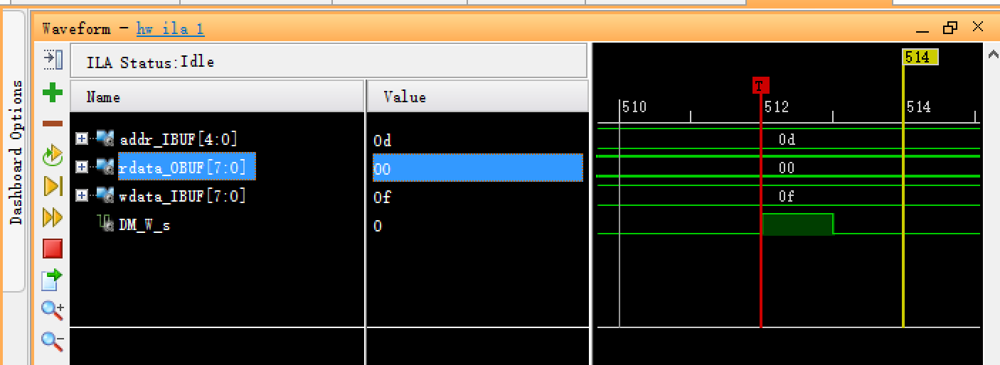 Dashboard Options
Waveform - hw_ila_1
ILA Status:Idle
Name
Value
addr_IBUF[4:0]
0d
rdata_OBUF[7:0]
00
wdata_IBUF[7:0]
0f
DM_W_s
0
514
T
510
512
514
0d
00
0f